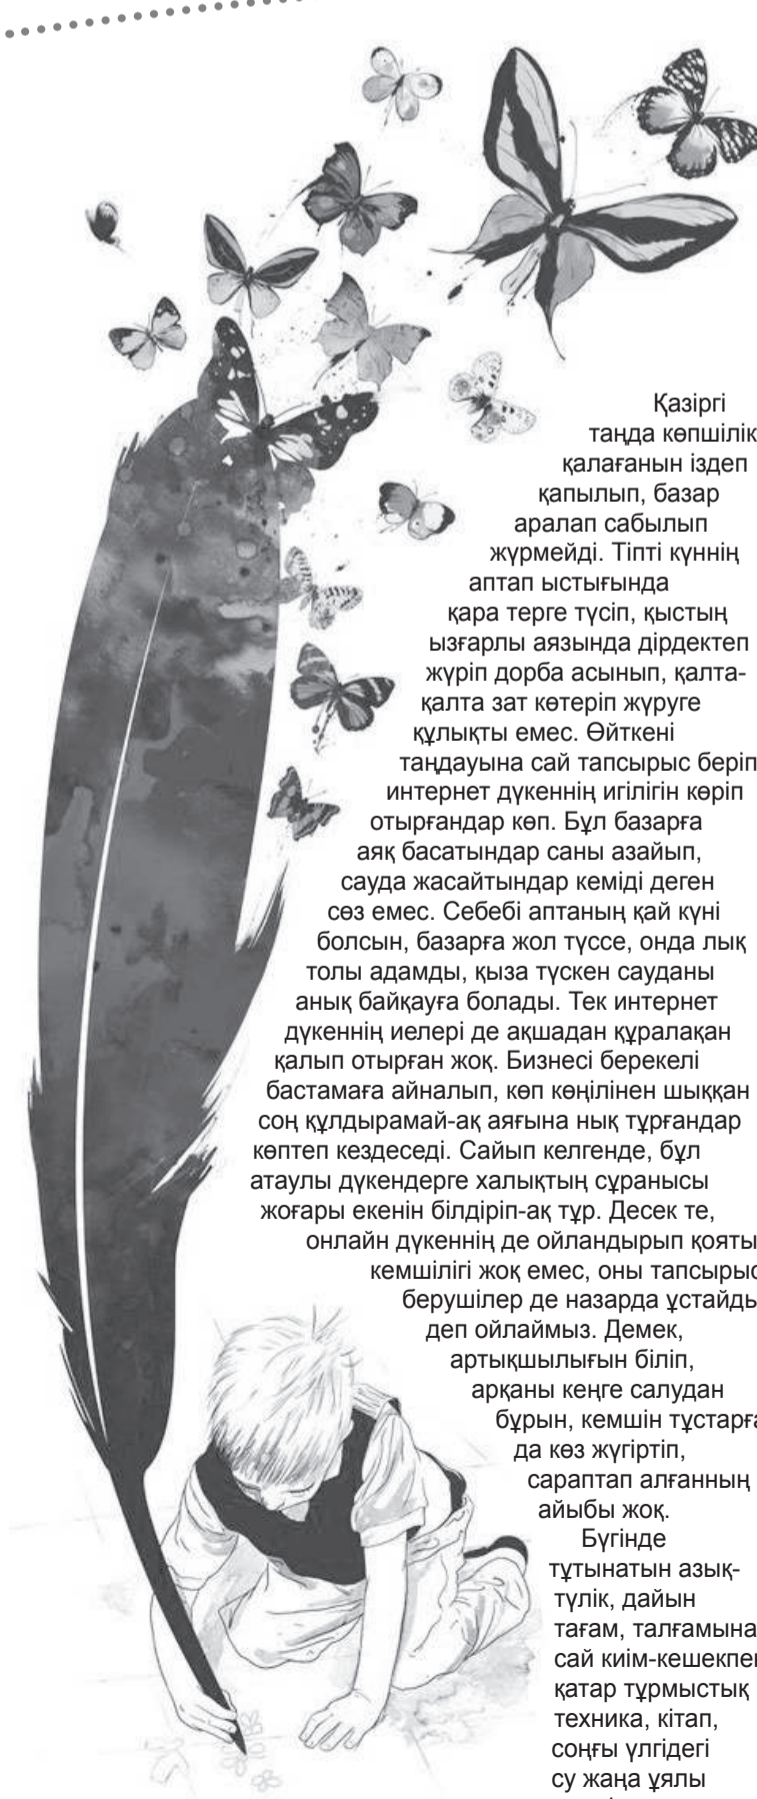 Қазіргі
таңда көпшілік
қалағанын іздеп
қапылып, базар
аралап сабылып
жүрмейді. Тіпті күннің
аптап ыстығында
қара терге түсіп, қыстың
ызғарлы аязында дірдектеп
жүріп дорба асынып, қалта-
қалта зат көтеріп жүруге
құлықты емес. Өйткені
таңдауына сай тапсырыс беріп
интернет дүкеннің игілігін көріп
отырғандар көп. Бұл базарға
аяқ басатындар саны азайып,
сауда жасайтындар кеміді деген
сөз емес. Себебі аптаның қай күні
болсын, базарға жол түссе, онда лық
толы адамды, қыза түскен сауданы
анық байқауға болады. Тек интернет
дүкеннің иелері де ақшадан құралақан
қалып отырған жоқ. Бизнесі берекелі
бастамаға айналып, көп көңілінен шыққан
соң құлдырамай-ақ аяғына нық тұрғандар
көптеп кездеседі. Сайып келгенде, бұл
атаулы дүкендерге халықтың сұранысы
жоғары екенін білдіріп-ақ тұр. Десек те,
онлайн дүкеннің де ойландырып қояты
кемшілігі жоқ емес, оны тапсырыс
берушілер де назарда ұстайды
деп ойлаймыз. Демек,
артықшылығын біліп,
арқаны кеңге салудан
бұрын, кемшін тұстарға
да көз жүгіртіп,
сараптап алғанның
айыбы жоқ.
Бүгінде
тұтынатын азық-
түлік, дайын
тағам, талғамына
сай киім-кешекпен
қатар тұрмыстық
техника, кітап,
соңғы үлгідегі
су жаңа ұялы